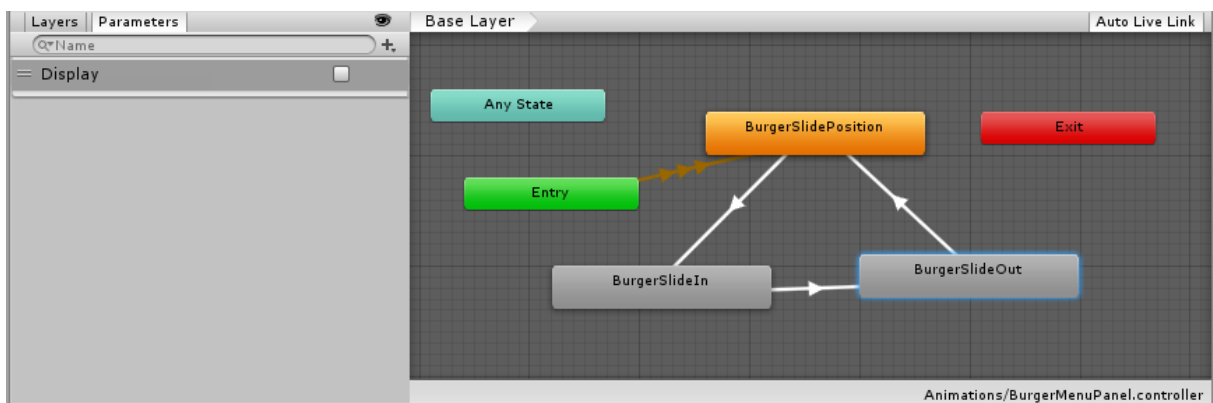 Layers Parameters
Base Layer
Auto Live Link
Name
Display
Any State
BurgerSlidePosition
Exit
Entry
BurgerSlideIn
BurgerSlideOut
Animations/BurgerMenuPanel.controller